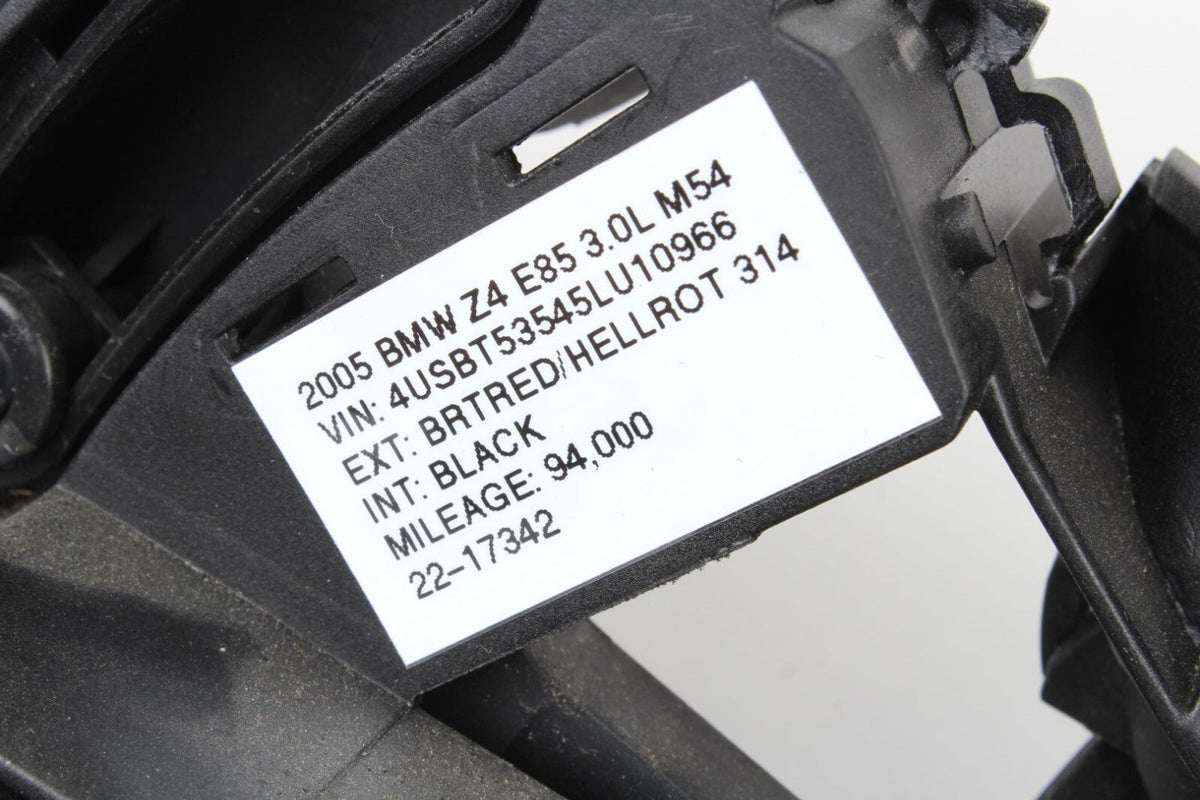 2005 BMW Z4 E85 3.0L M54
VIN: 4USBT53545LU10966
EXT: BRTRED/HELLROT 314
INT: BLACK
MILEAGE: 94,000
22-17342